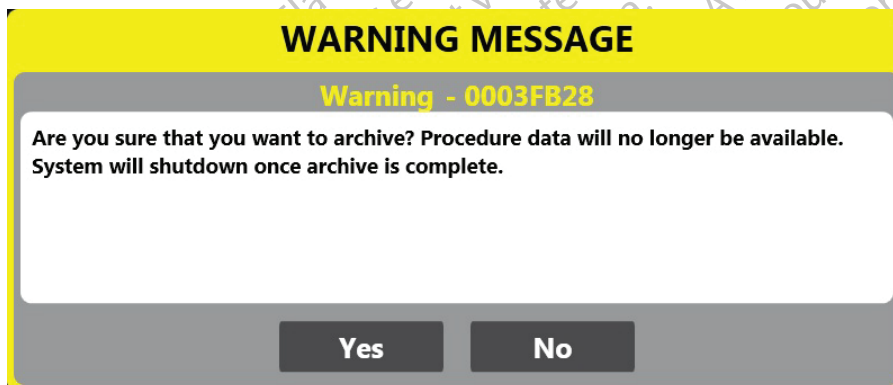 WARNING MESSAGE
Warning - 0003FB28
Are you sure that you want to archive? Procedure data will no longer be available.
System will shutdown once archive is complete.
Yes
No